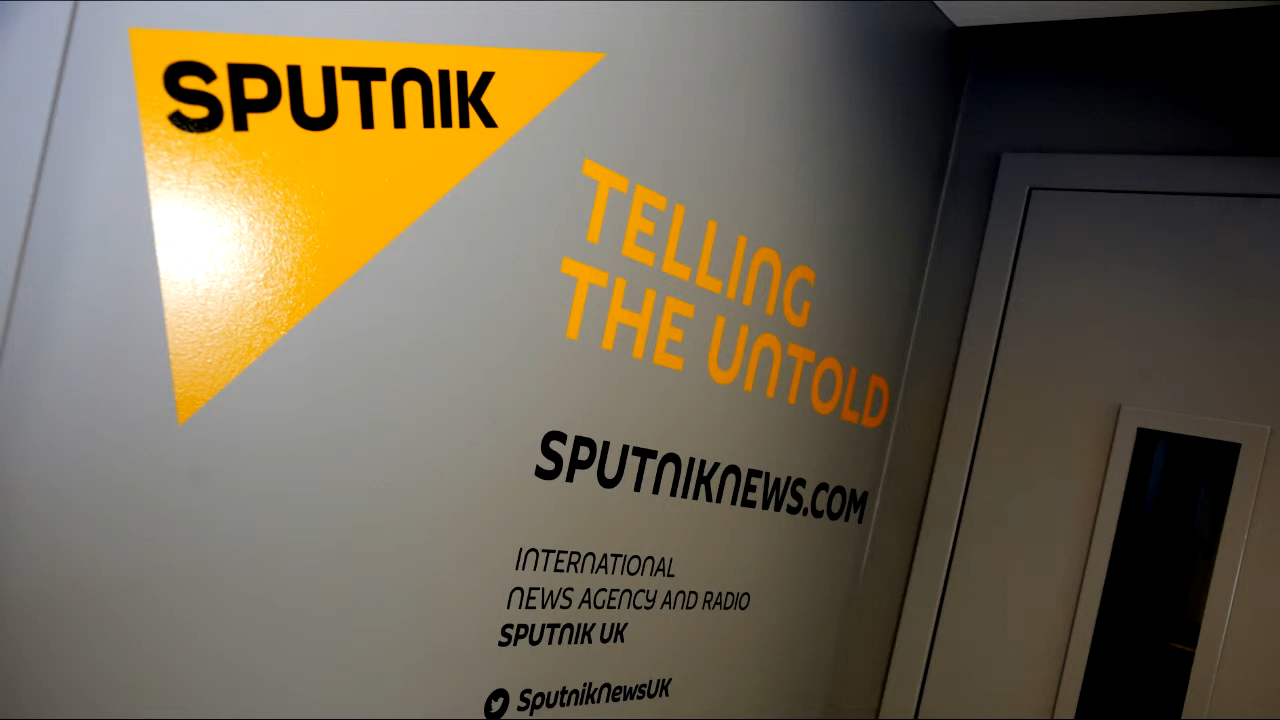 SPUTNIK
TELLING
THE UNTOLD
SPUTNIKNEWS.COM
INTERNATIONAL
NEWS AGENCY AND RADIO
SPUTNIK UK
SputnikNewsUK